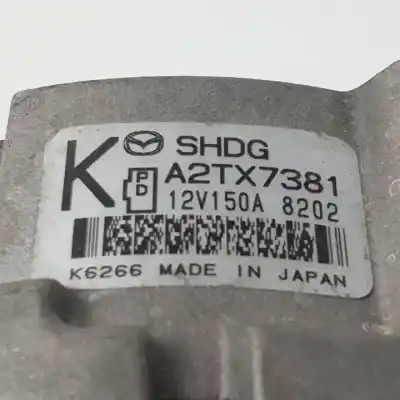 K SHDG
P D A2TX7381
12V150A 8202
K6266 MADE IN JAPAN